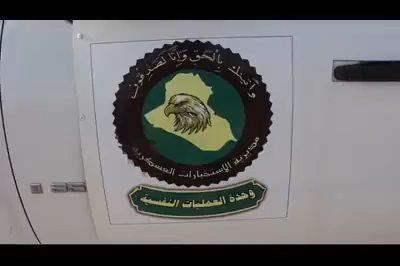 وأتيناك بالحق وإنا لصادقون
مديرية الاستخبارات العسكرية
وحدة العمليات النفسية